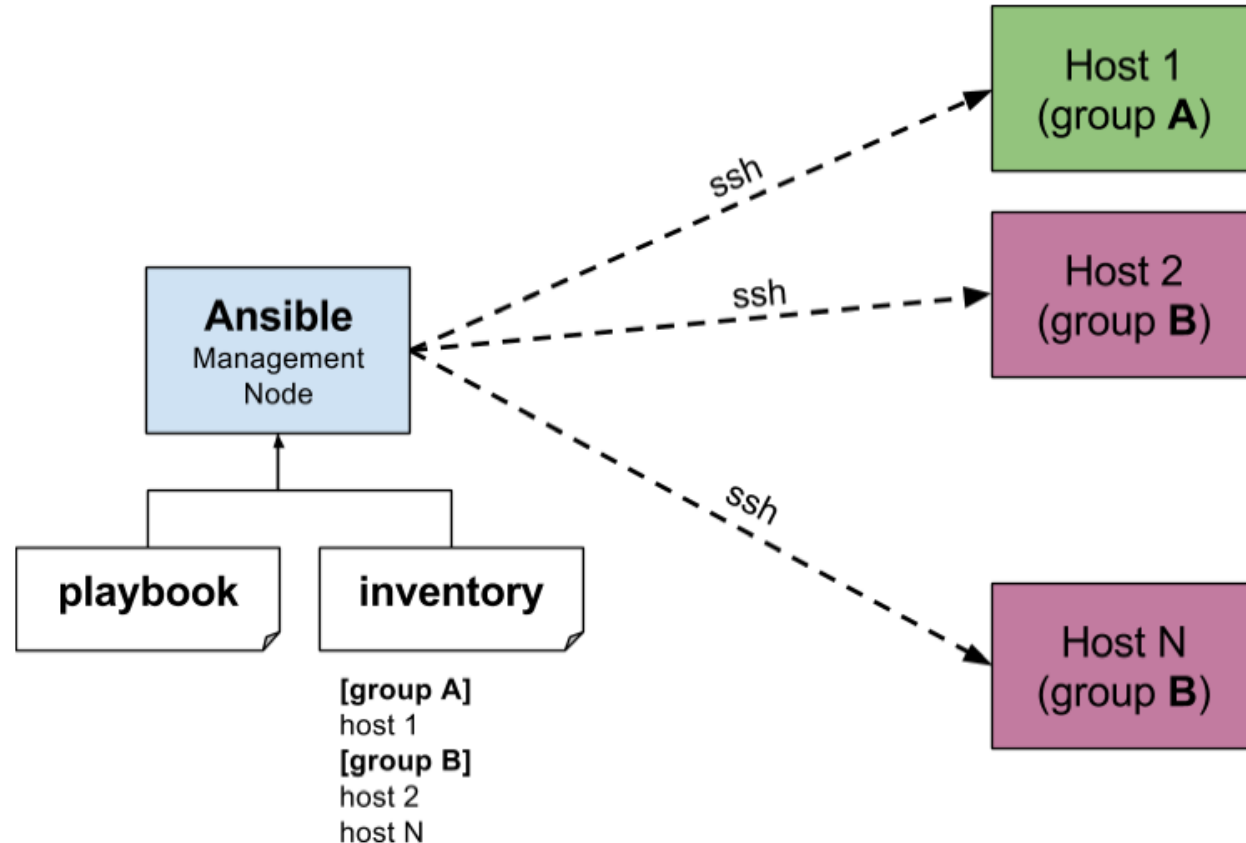 Host 1
(group A)
ssh
Host 2
(group B)
ssh
Ansible
Management
Node
ssh
playbook
inventory
Host N
(group B)
[group A]
host 1
[group B]
host 2
host N